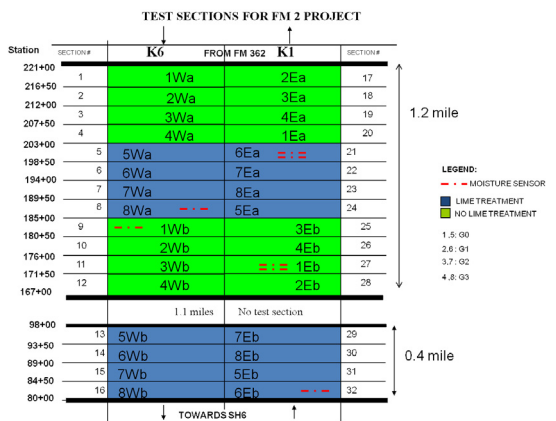 TEST SECTIONS FOR FM 2 PROJECT
Station SECTION# K6 FROM FM 362 K1 SECTION#
221+00
1 1Wa 2Ea 17
216+50
2 2Wa 3Ea 18
212+00
3 3Wa 4Ea 19
207+50
4 4Wa 1Ea 20
203+00
5 5Wa 6Ea 21
198+50
6 6Wa 7Ea 22
194+00
7 7Wa 8Ea 23
189+50
8 8Wa 5Ea 24
185+00
9 1Wb 3Eb 25
180+50
10 2Wb 4Eb 26
176+00
11 3Wb 1Eb 27
171+50
12 4Wb 2Eb 28
167+00
1.2 mile
LEGEND:
MOISTURE SENSOR
LIME TREATMENT
NO LIME TREATMENT
1,5: G0
2,6: G1
3,7: G2
4,8: G3
1.1 miles No test section
98+00
13 5Wb 7Eb 29
93+50
14 6Wb 8Eb 30
89+00
15 7Wb 5Eb 31
84+50
16 8Wb 6Eb 32
80+00
0.4 mile
TOWARDS SH6